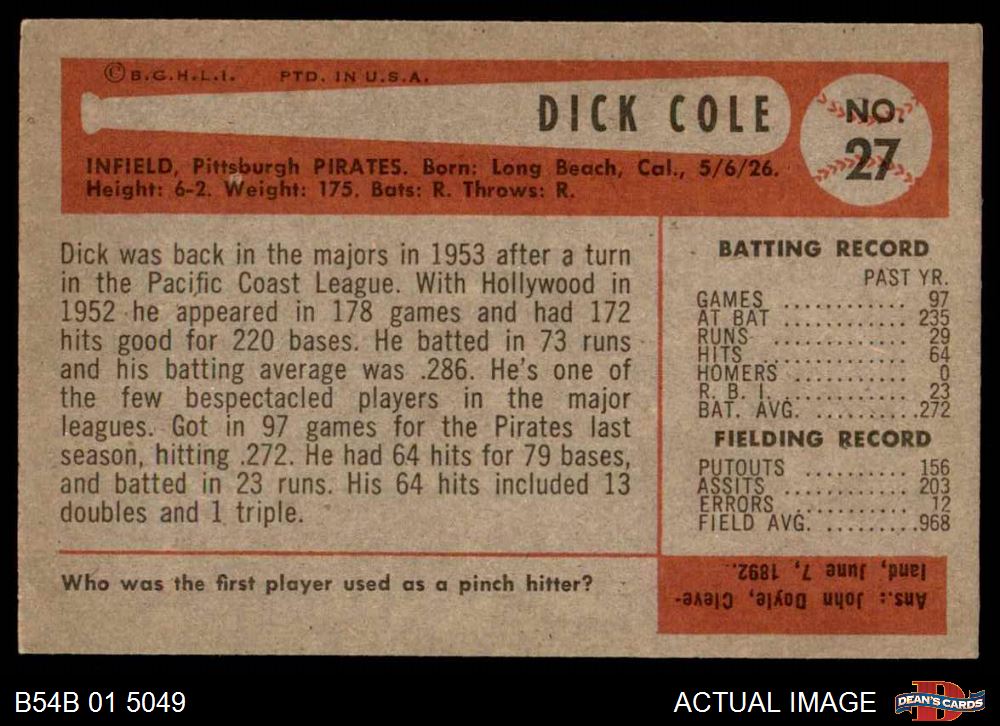 © B.G.H.L.I. PTD. IN U.S.A.
DICK COLE
NO.
27
INFIELD, Pittsburgh PIRATES. Born: Long Beach, Cal., 5/6/26.
Height: 6-2. Weight: 175. Bats: R. Throws: R.
Dick was back in the majors in 1953 after a turn
in the Pacific Coast League. With Hollywood in
1952 he appeared in 178 games and had 172
hits good for 220 bases. He batted in 73 runs
and his batting average was .286. He's one of
the few bespectacled players in the major
leagues. Got in 97 games for the Pirates last
season, hitting .272. He had 64 hits for 79 bases,
and batted in 23 runs. His 64 hits included 13
doubles and 1 triple.
BATTING RECORD
PAST YR.
GAMES ........... 97
AT BAT ........... 235
RUNS ........... 29
HITS ............ 64
HOMERS .......... 0
R. B. I. ............ 23
BAT. AVG. .........272
FIELDING RECORD
PUTOUTS ......... 156
ASSITS ........... 203
ERRORS .......... 12
FIELD AVG. .........968
Who was the first player used as a pinch hitter?
Ans.: John Doyle, Cleve-
land, June 7, 1892.
B54B 01 5049
ACTUAL IMAGE
D
DEAN'S CARDS